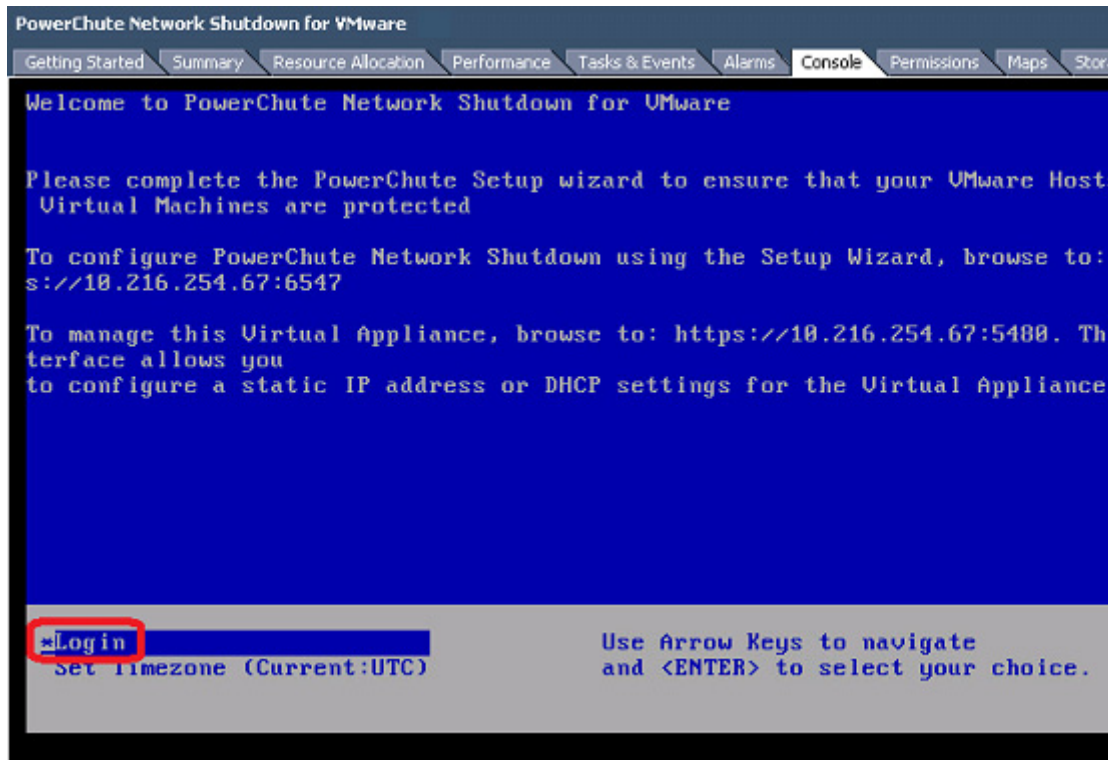 PowerChute Network Shutdown for VMware
Getting Started Summary Resource Allocation Performance Tasks & Events Alarms Console Permissions Maps Stor
Welcome to PowerChute Network Shutdown for VMware
Please complete the PowerChute Setup wizard to ensure that your VMware Host
Virtual Machines are protected
To configure PowerChute Network Shutdown using the Setup Wizard, browse to:
s://10.216.254.67:6547
To manage this Virtual Appliance, browse to: https://10.216.254.67:5480. Th
terface allows you
to configure a static IP address or DHCP settings for the Virtual Appliance
*Login
Use Arrow Keys to navigate
Set Timezone (Current:UTC)
and <ENTER> to select your choice.